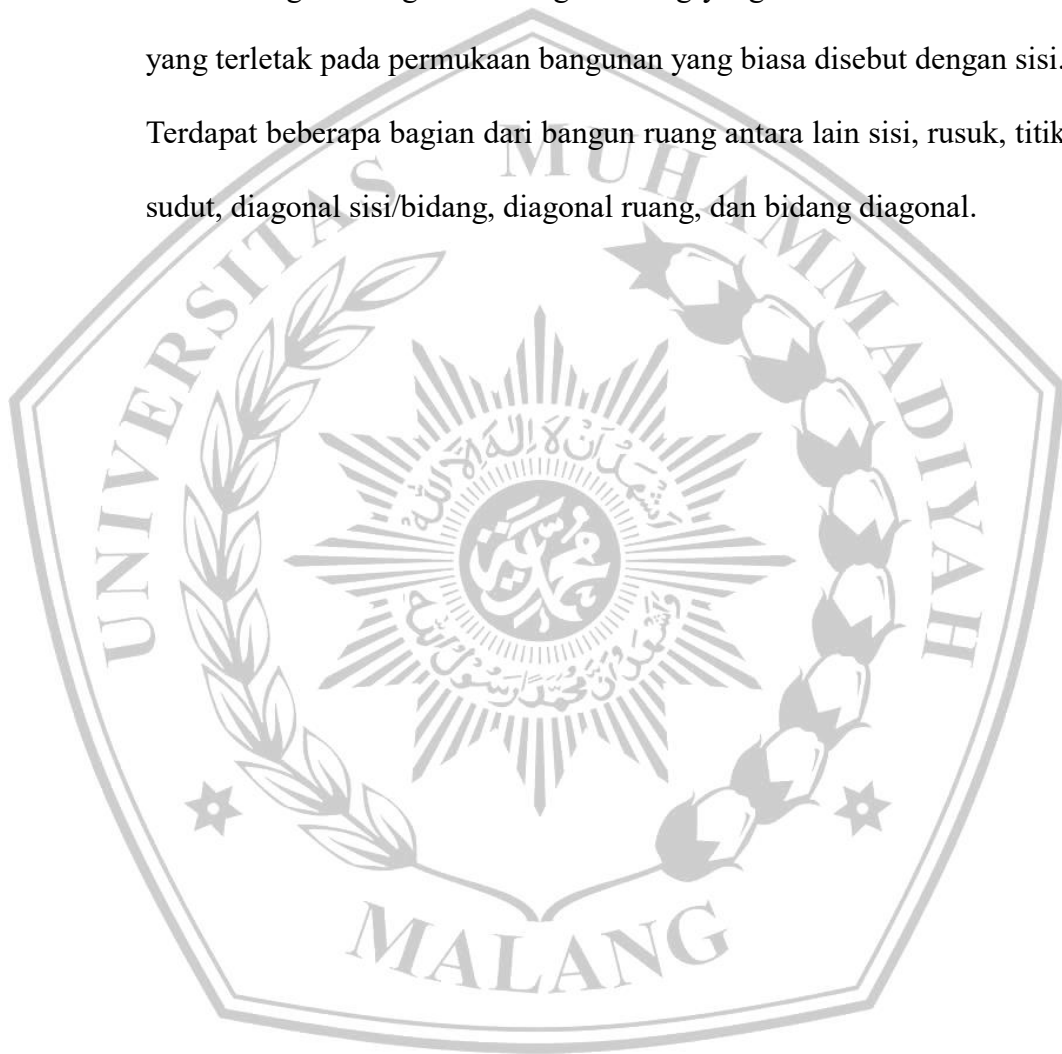 yang terletak pada permukaan bangunan yang biasa disebut dengan sisi.
Terdapat beberapa bagian dari bangun ruang antara lain sisi, rusuk, titik
sudut, diagonal sisi/bidang, diagonal ruang, dan bidang diagonal.
UNIVERSITAS MUHAMMADIYAH
MALANG